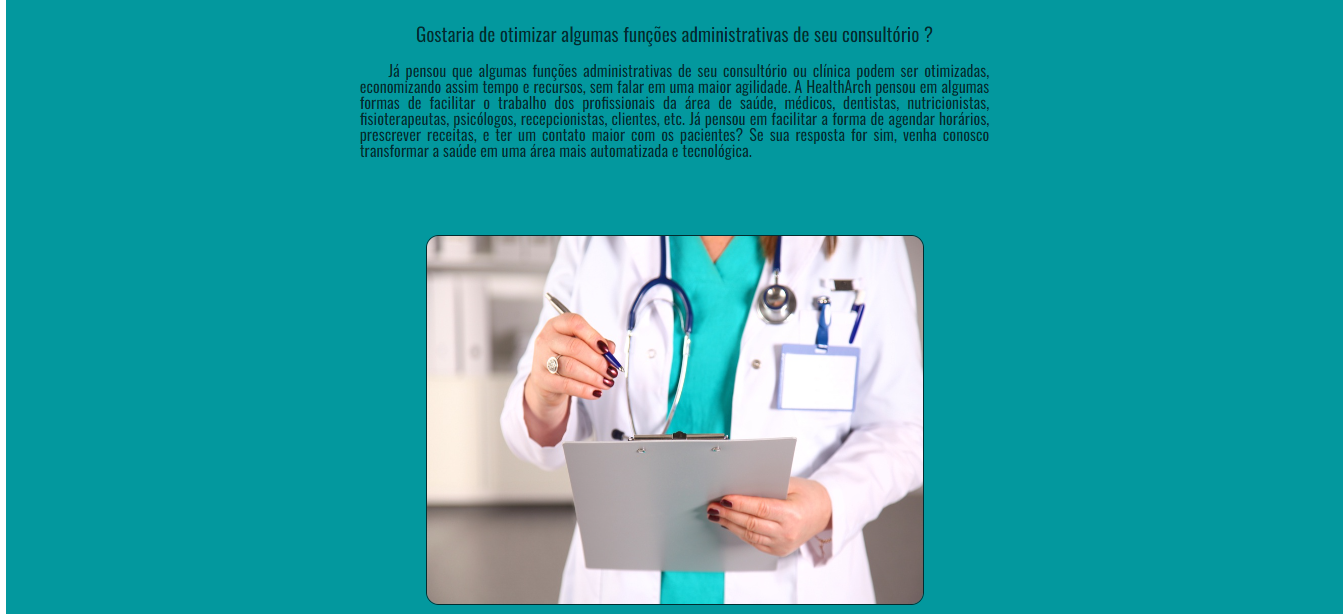 Gostaria de otimizar algumas funções administrativas de seu consultório ?
Já pensou que algumas funções administrativas de seu consultório ou clínica podem ser otimizadas,
economizando assim tempo e recursos, sem falar em uma maior agilidade. A HealthArch pensou em algumas
formas de facilitar o trabalho dos profissionais da área de saúde, médicos, dentistas, nutricionistas,
fisioterapeutas, psicólogos, recepcionistas, clientes, etc. Já pensou em facilitar a forma de agendar horários,
prescrever receitas, e ter um contato maior com os pacientes? Se sua resposta for sim, venha conosco
transformar a saúde em uma área mais automatizada e tecnológica.